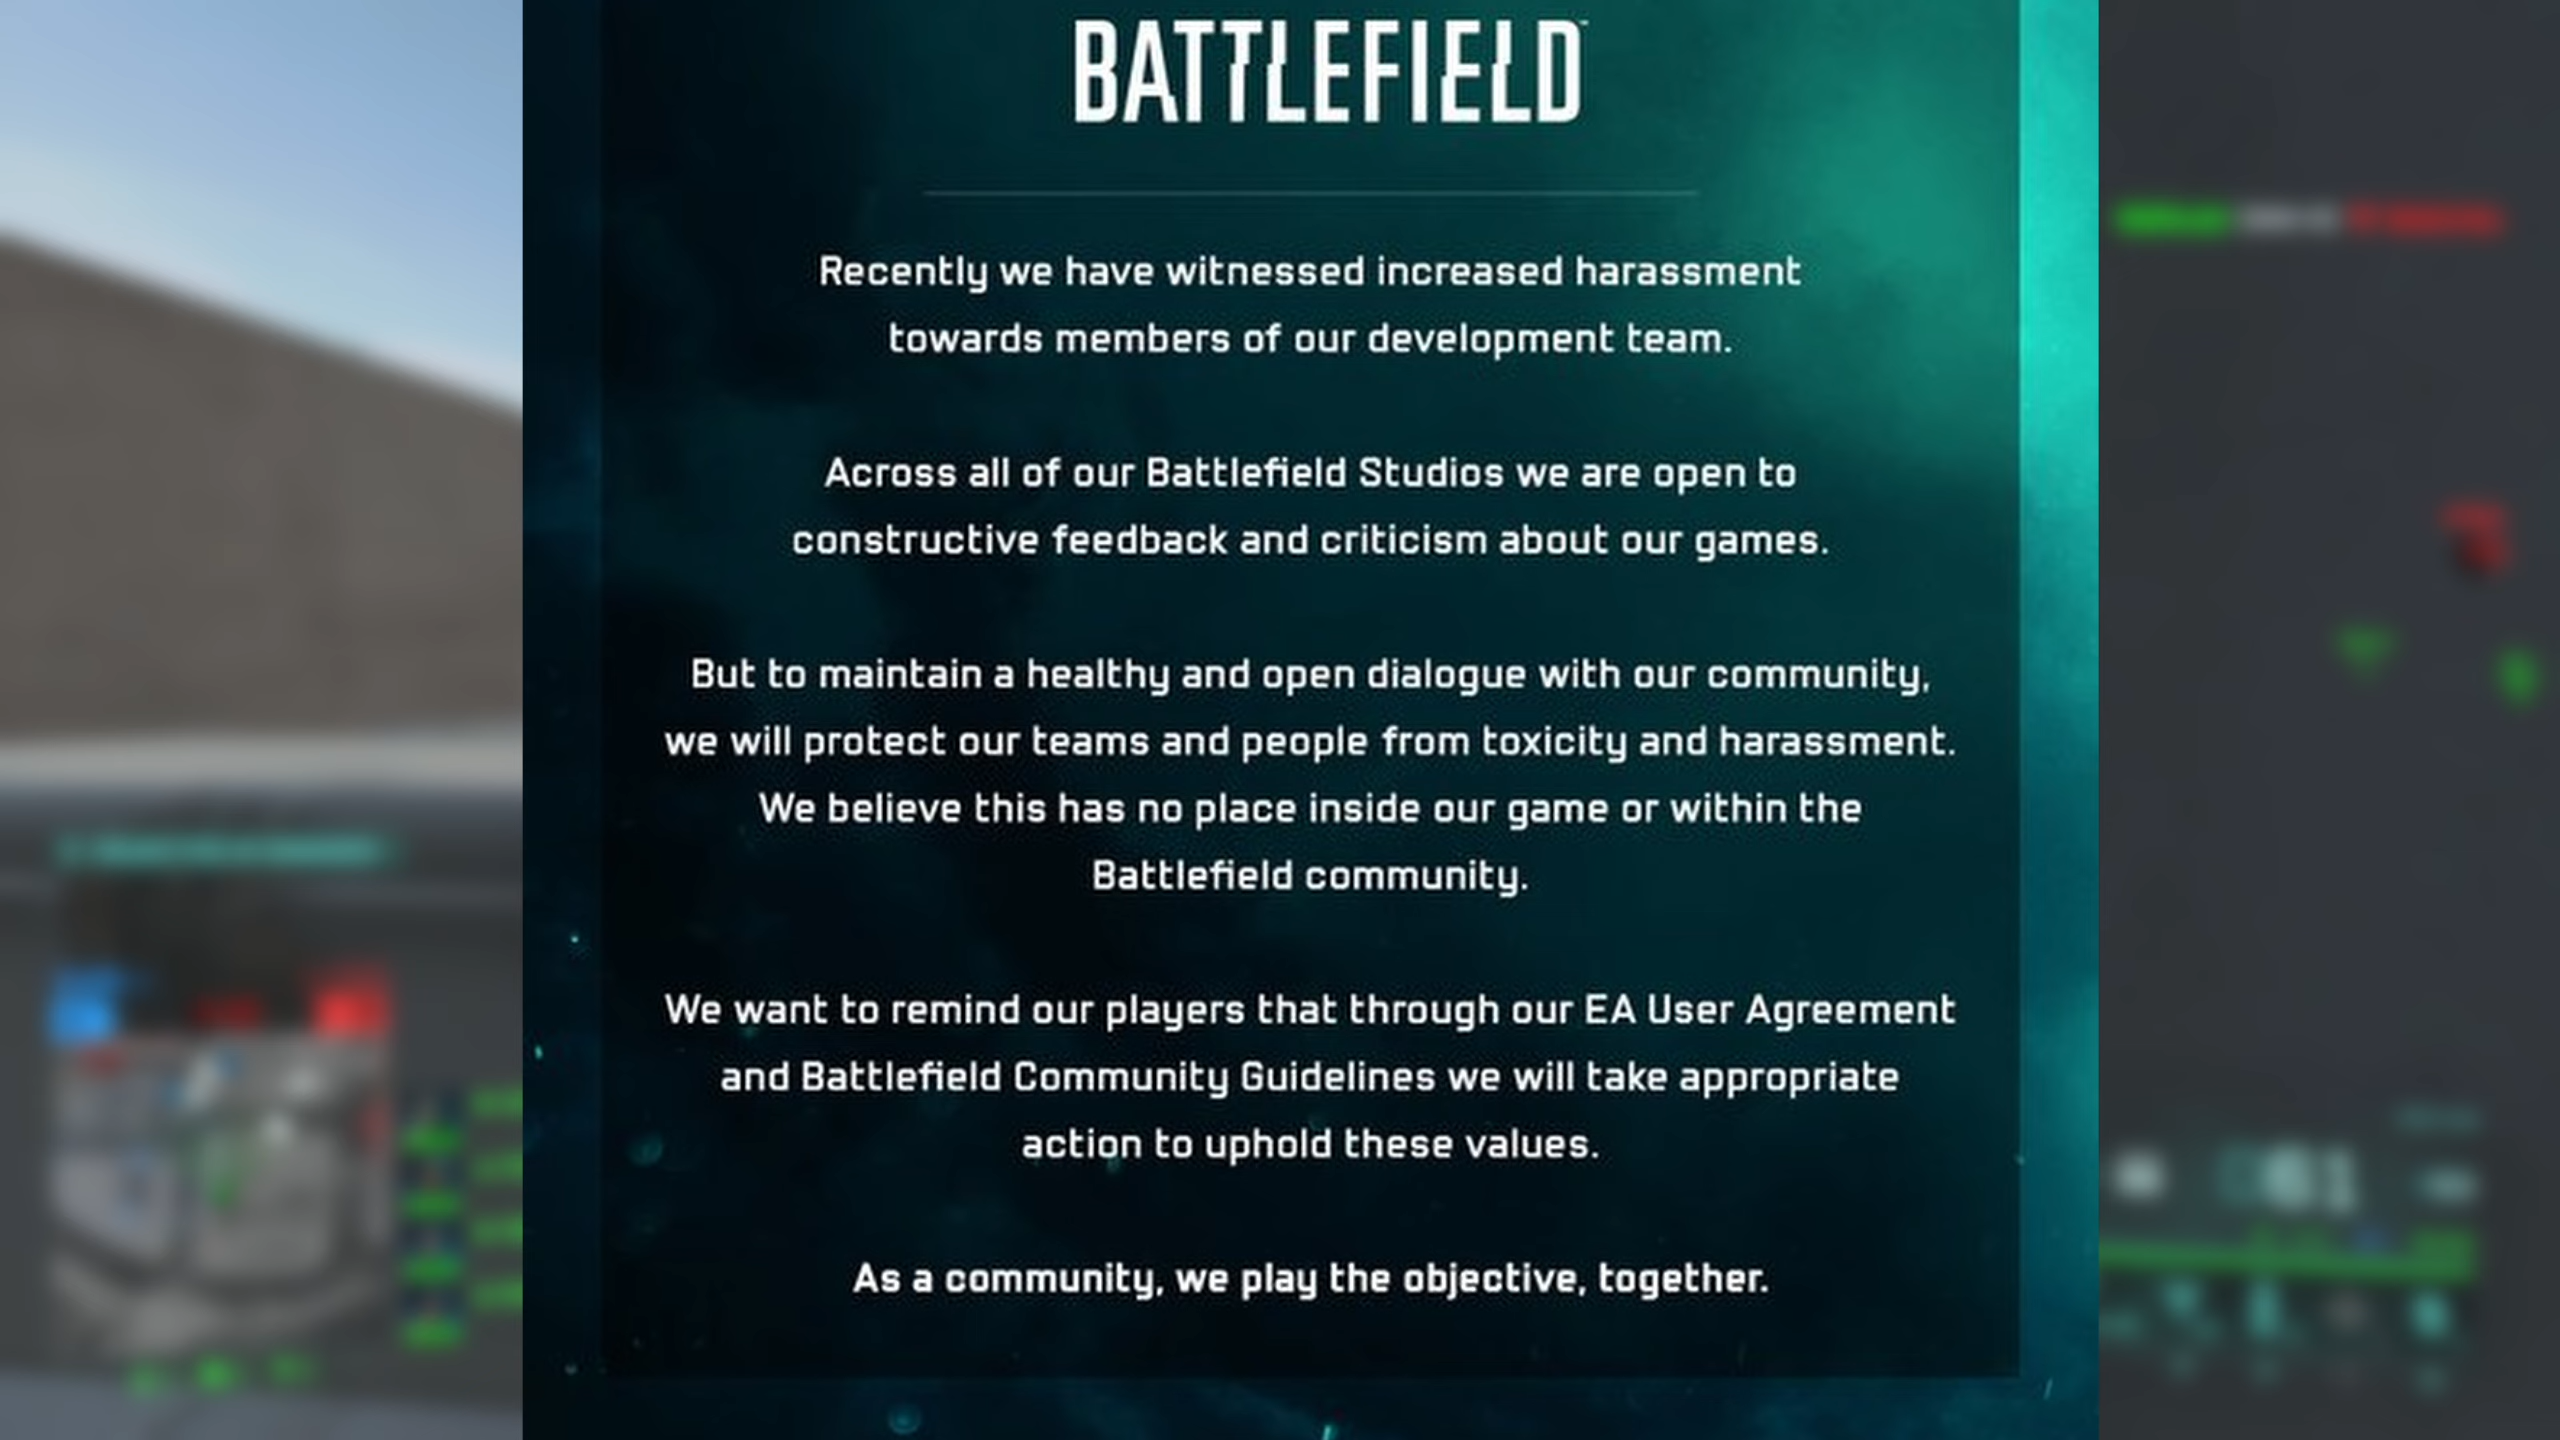 BATTLEFIELD™
Recently we have witnessed increased harassment
towards members of our development team.
Across all of our Battlefield Studios we are open to
constructive feedback and criticism about our games.
But to maintain a healthy and open dialogue with our community,
we will protect our teams and people from toxicity and harassment.
We believe this has no place inside our game or within the
Battlefield community.
We want to remind our players that through our EA User Agreement
and Battlefield Community Guidelines we will take appropriate
action to uphold these values.
As a community, we play the objective, together.